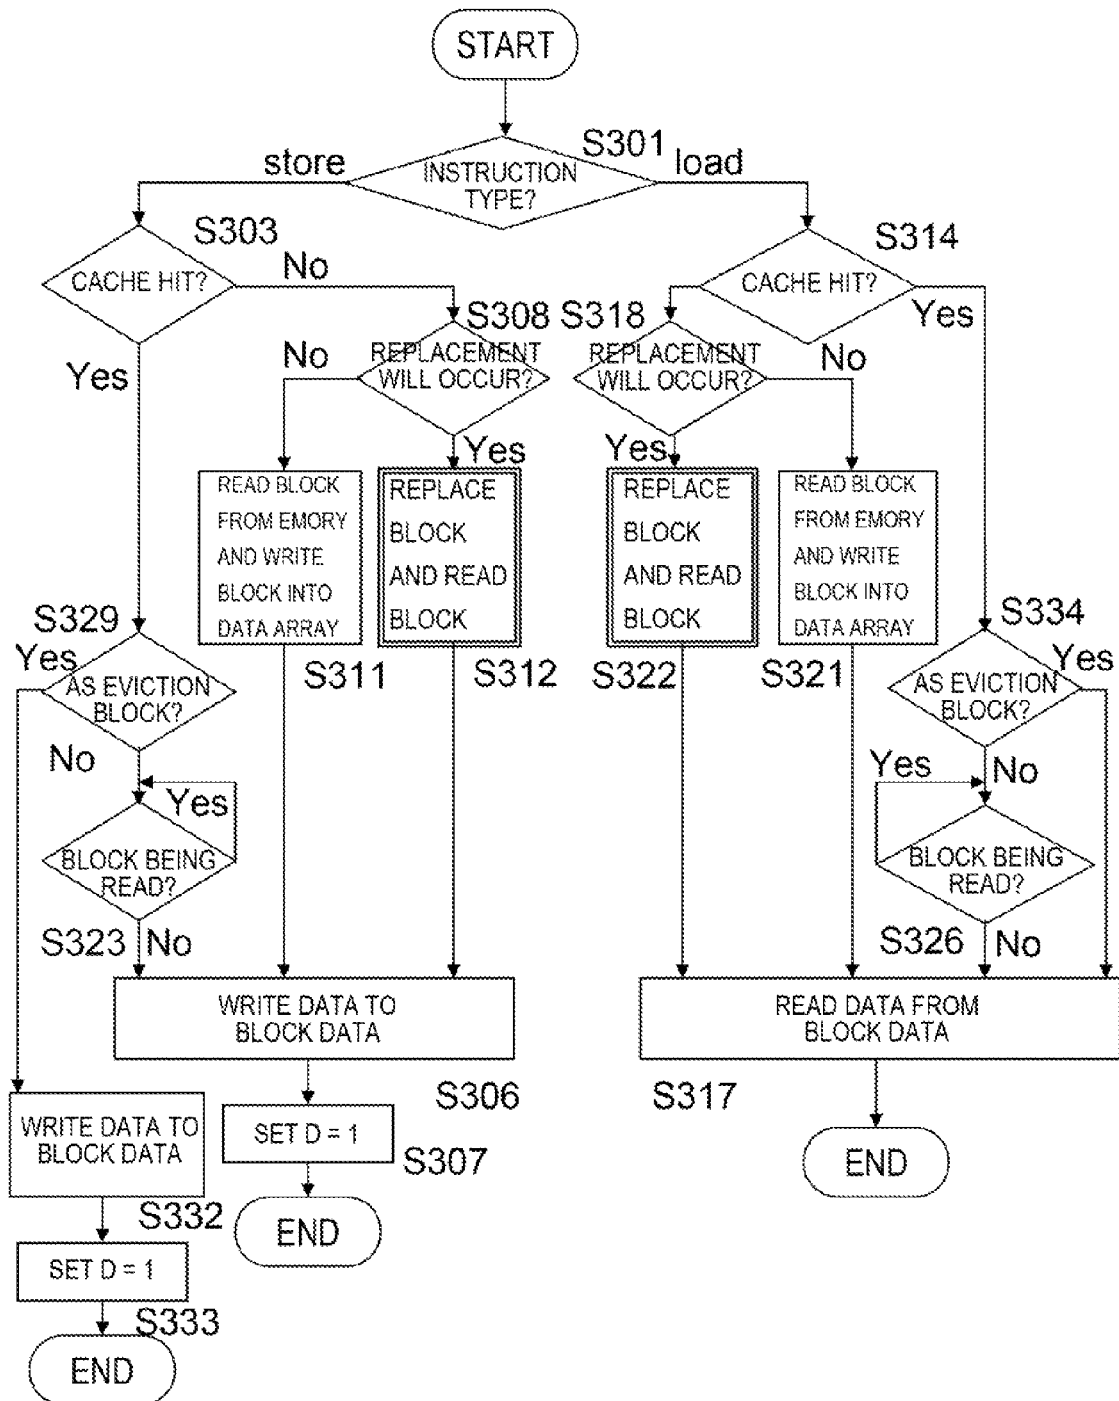 START
S301
store
load
INSTRUCTION
TYPE?
S303
S314
CACHE HIT?
No
CACHE HIT?
Yes
S308
S318
Yes
No
REPLACEMENT
WILL OCCUR?
REPLACEMENT
WILL OCCUR?
No
Yes
Yes
READ BLOCK
FROM EMORY
AND WRITE
BLOCK INTO
DATA ARRAY
REPLACE
BLOCK
AND READ
BLOCK
REPLACE
BLOCK
AND READ
BLOCK
READ BLOCK
FROM EMORY
AND WRITE
BLOCK INTO
DATA ARRAY
S329
S334
Yes
S311
S312
S322
S321
Yes
AS EVICTION
BLOCK?
AS EVICTION
BLOCK?
No
Yes
Yes
No
BLOCK BEING
READ?
BLOCK BEING
READ?
S323
No
S326
No
WRITE DATA TO
BLOCK DATA
READ DATA FROM
BLOCK DATA
S306
S317
WRITE DATA TO
BLOCK DATA
SET D = 1
S307
END
S332
END
SET D = 1
S333
END